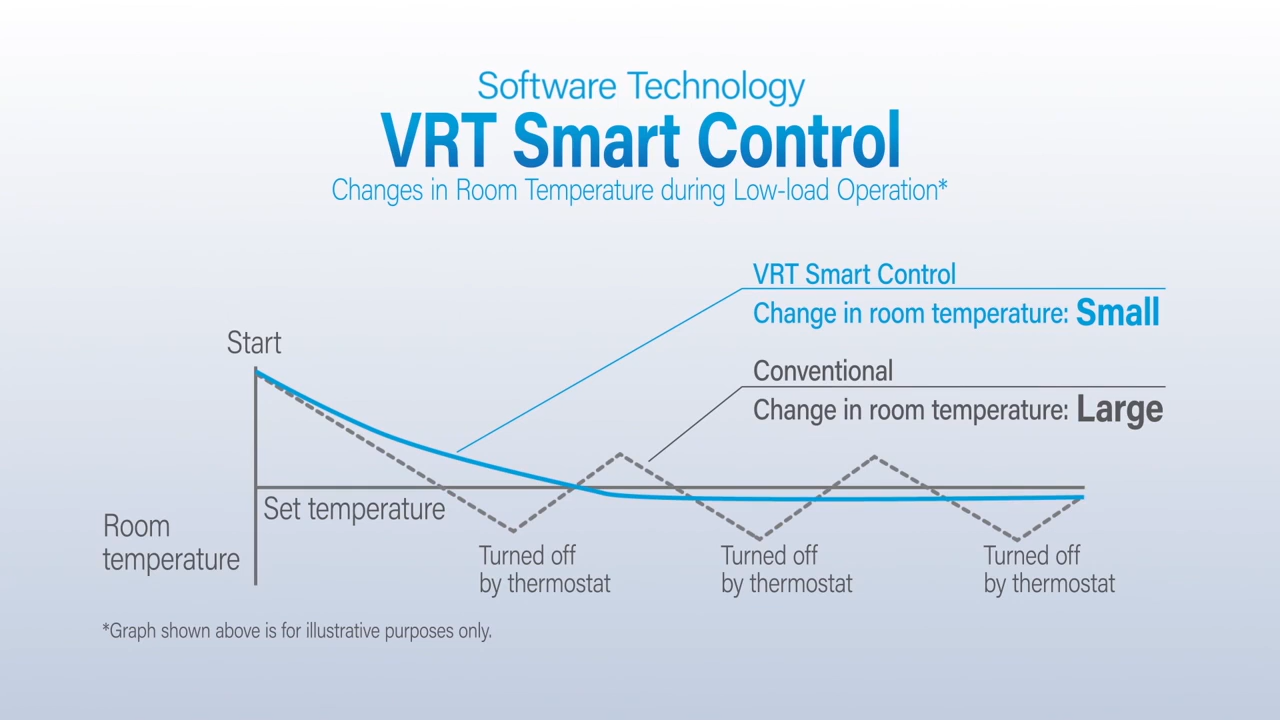 Software Technology
VRT Smart Control
Changes in Room Temperature during Low-load Operation*
VRT Smart Control
Change in room temperature: Small
Start
Conventional
Change in room temperature: Large
Set temperature
Room
temperature
Turned off
by thermostat
Turned off
by thermostat
Turned off
by thermostat
*Graph shown above is for illustrative purposes only.